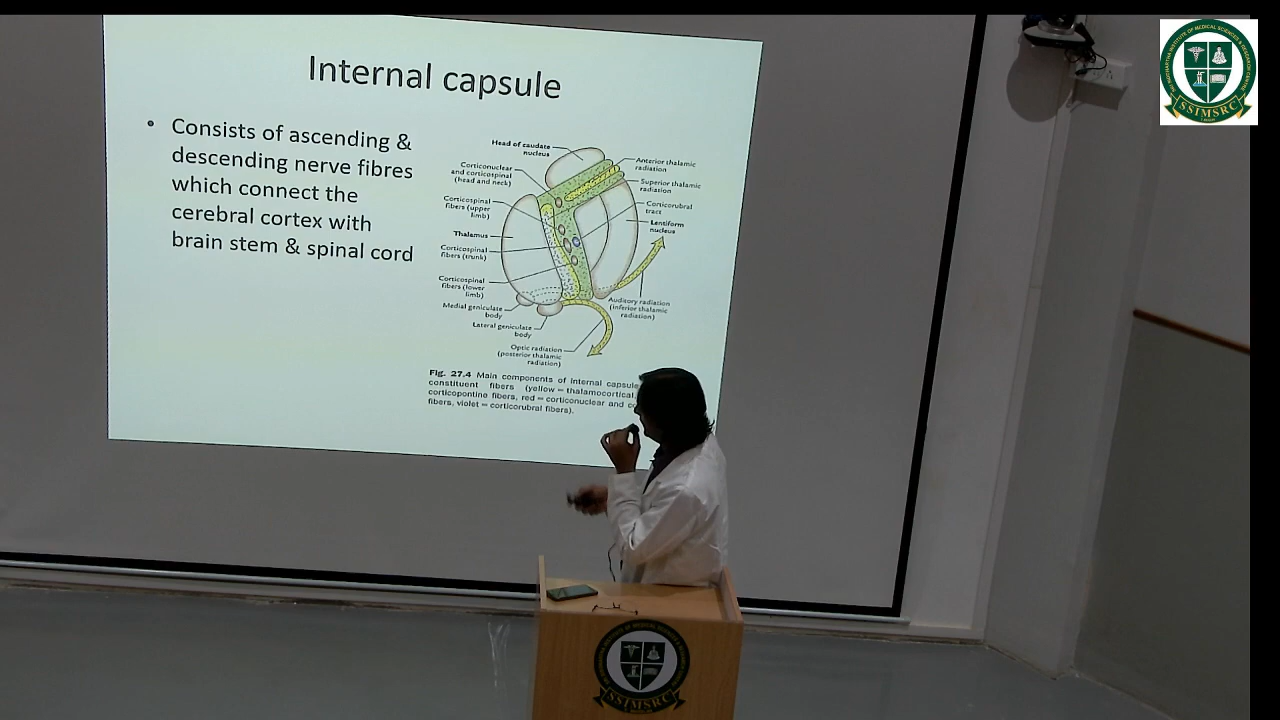 Internal capsule
• Consists of ascending &
descending nerve fibres
which connect the
cerebral cortex with
brain stem & spinal cord
Head of caudate
nucleus
Corticonuclear
and corticospinal
(head and neck)
Corticospinal
fibers (upper
limb)
Thalamus
Corticospinal
fibers (trunk)
Corticospinal
fibers (lower
limb)
Medial geniculate
body
Lateral geniculate
body
Optic radiation
(posterior thalamic
radiation)
Anterior thalamic
radiation
Superior thalamic
radiation
Corticorubral
tract
Lentiform
nucleus
Auditory radiation
(inferior thalamic
radiation)
Fig. 27.4 Main components of internal capsule
constituent fibers (yellow = thalamocortical,
corticopontine fibers, red = corticonuclear and
fibers, violet = corticorubral fibers).
SSIMSRC
SSIMSRC